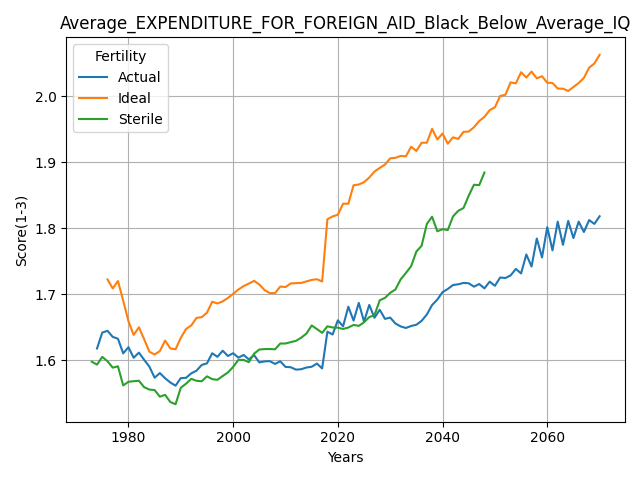 Average_EXPENDITURE_FOR_FOREIGN_AID_Black_Below_Average_IQ
Fertility
Actual
Ideal
Sterile
Score(1-3)
2.0
1.9
1.8
1.7
1.6
1980
2000
2020
2040
2060
Years